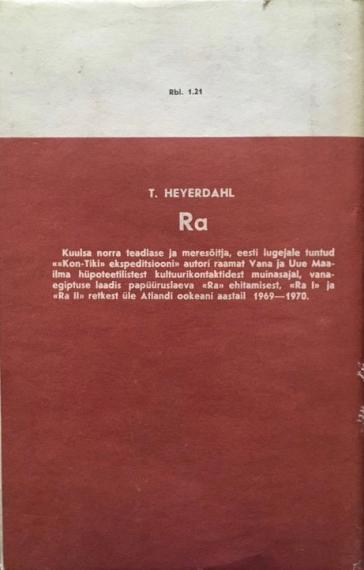 Rbl. 1.21
T. HEYERDAHL
Ra
Kuulsa norra teadlase ja meresõitja, eesti lugejale tuntud
««Kon-Tiki» ekspeditsiooni» autori raamat Vana ja Uue Maa-
ilma hüpoteetilistest kultuurikontaktidest muinasajal, vana-
egiptuse laadis papüüruslaeva «Ra» ehitamisest, «Ra I» ja
«Ra II» retkest üle Atlandi ookeani aastail 1969—1970.